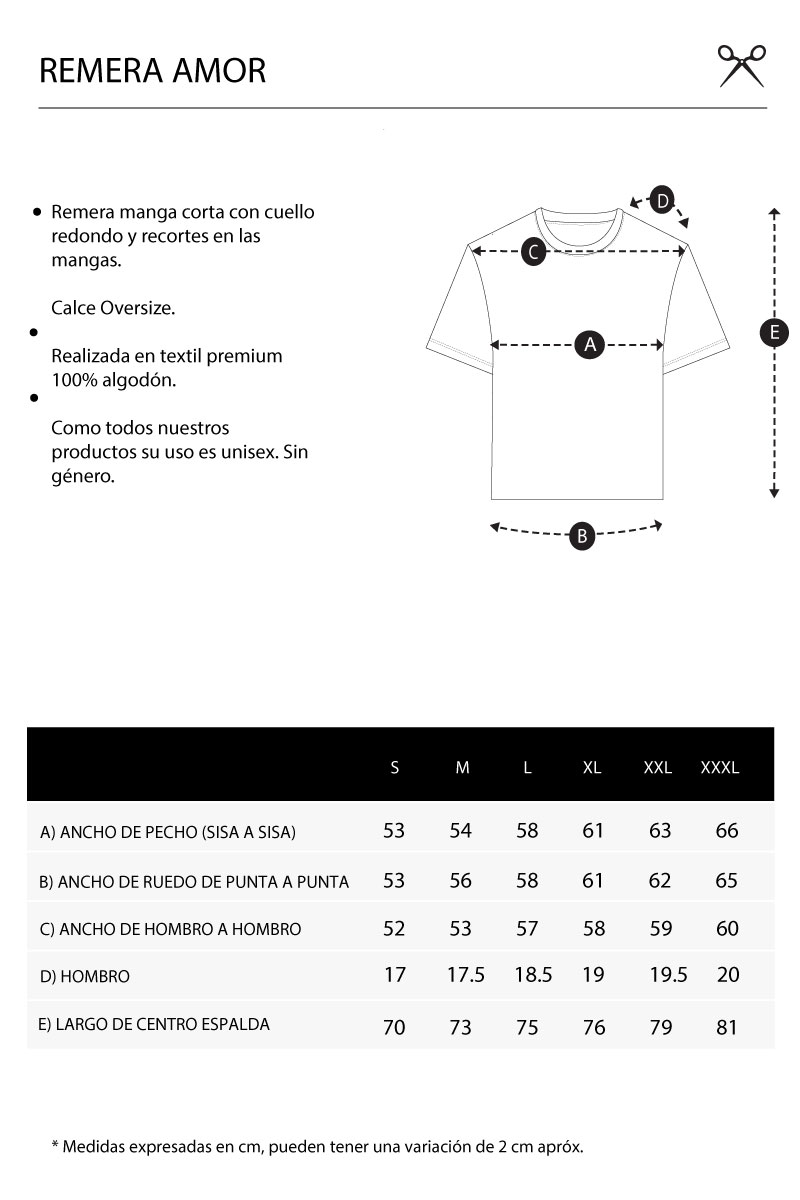 REMERA AMOR
• Remera manga corta con cuello
redondo y recortes en las
mangas.
Calce Oversize.
•
Realizada en textil premium
100% algodón.
•
Como todos nuestros
productos su uso es unisex. Sin
género.
D
C
A
E
B
S M L XL XXL XXXL
A) ANCHO DE PECHO (SISA A SISA) 53 54 58 61 63 66
B) ANCHO DE RUEDO DE PUNTA A PUNTA 53 56 58 61 62 65
C) ANCHO DE HOMBRO A HOMBRO 52 53 57 58 59 60
D) HOMBRO 17 17.5 18.5 19 19.5 20
E) LARGO DE CENTRO ESPALDA 70 73 75 76 79 81
* Medidas expresadas en cm, pueden tener una variación de 2 cm apróx.